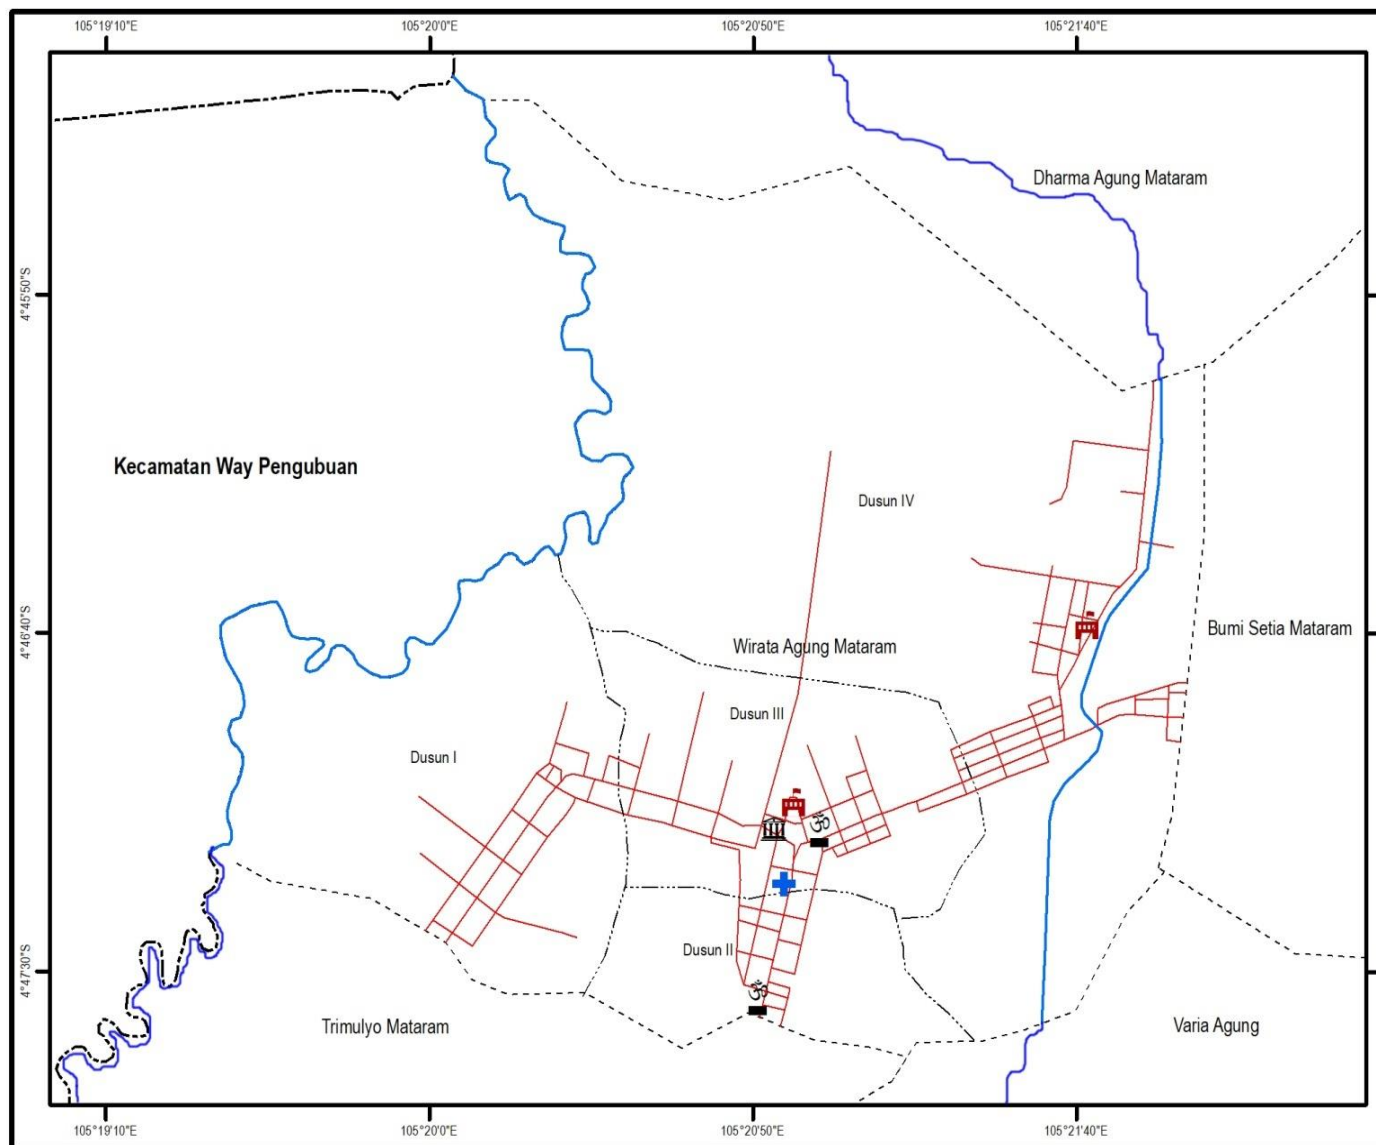 105°19'10"E
105°20'0"E
105°20'50"E
105°21'40"E
Dharma Agung Mataram
4°45'50"S
Kecamatan Way Pengubuan
Dusun IV
4°46'40"S
Bumi Setia Mataram
Wirata Agung Mataram
Dusun III
Dusun I
Dusun II
4°47'30"S
Trimulyo Mataram
Varia Agung
105°19'10"E
105°20'0"E
105°20'50"E
105°21'40"E